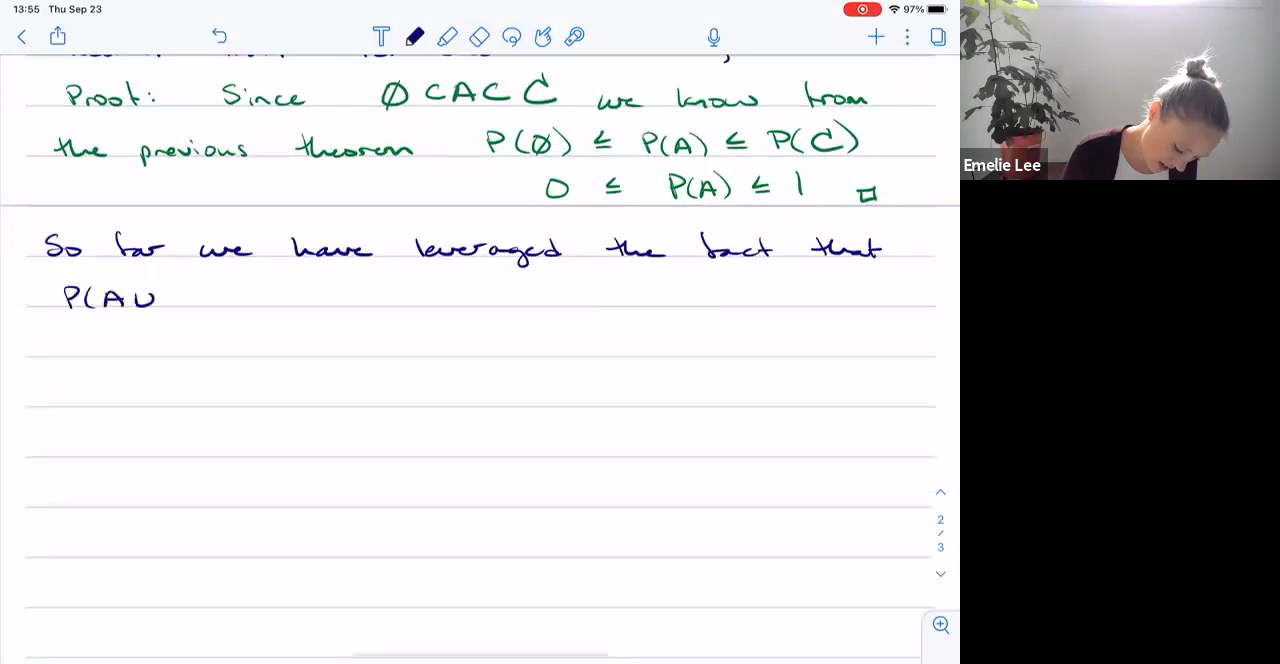 13:55 Thu Sep 23
97%
Proof: Since ∅ ⊂ A ⊂ C we know from
the previous theorem P(∅) ≤ P(A) ≤ P(C)
0 ≤ P(A) ≤ 1 □
So far we have leveraged the fact that
P(A ∪
2
/
3
Emelie Lee